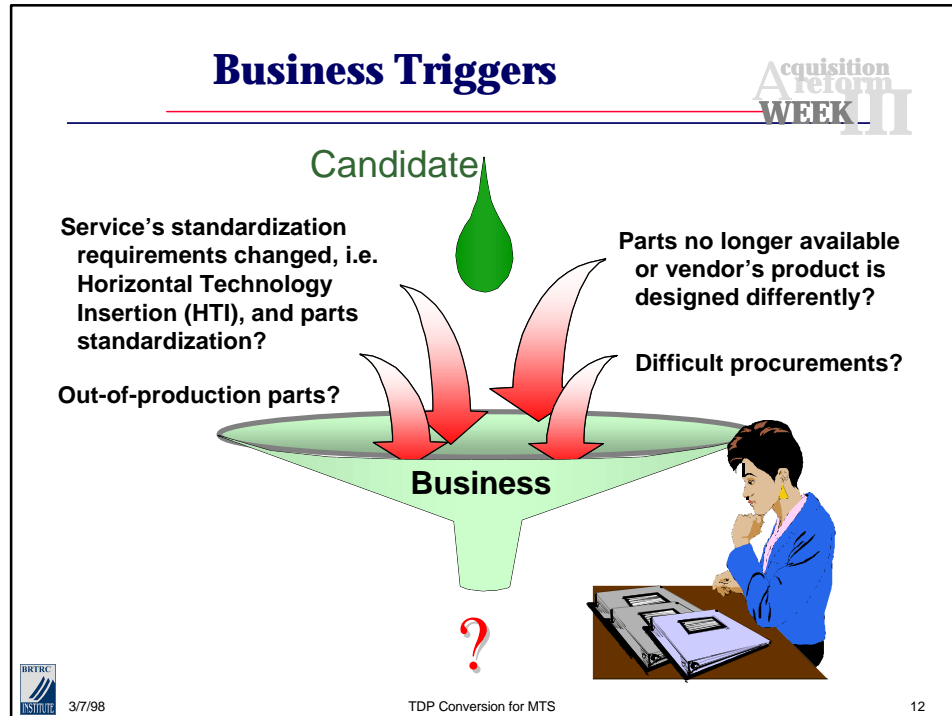 Business Triggers
Acquisition
reform
WEEK III
Candidate
Service’s standardization
requirements changed, i.e.
Horizontal Technology
Insertion (HTI), and parts
standardization?
Out-of-production parts?
Parts no longer available
or vendor’s product is
designed differently?
Difficult procurements?
Business
?
BRTRC
INSTITUTE
3/7/98
TDP Conversion for MTS
12